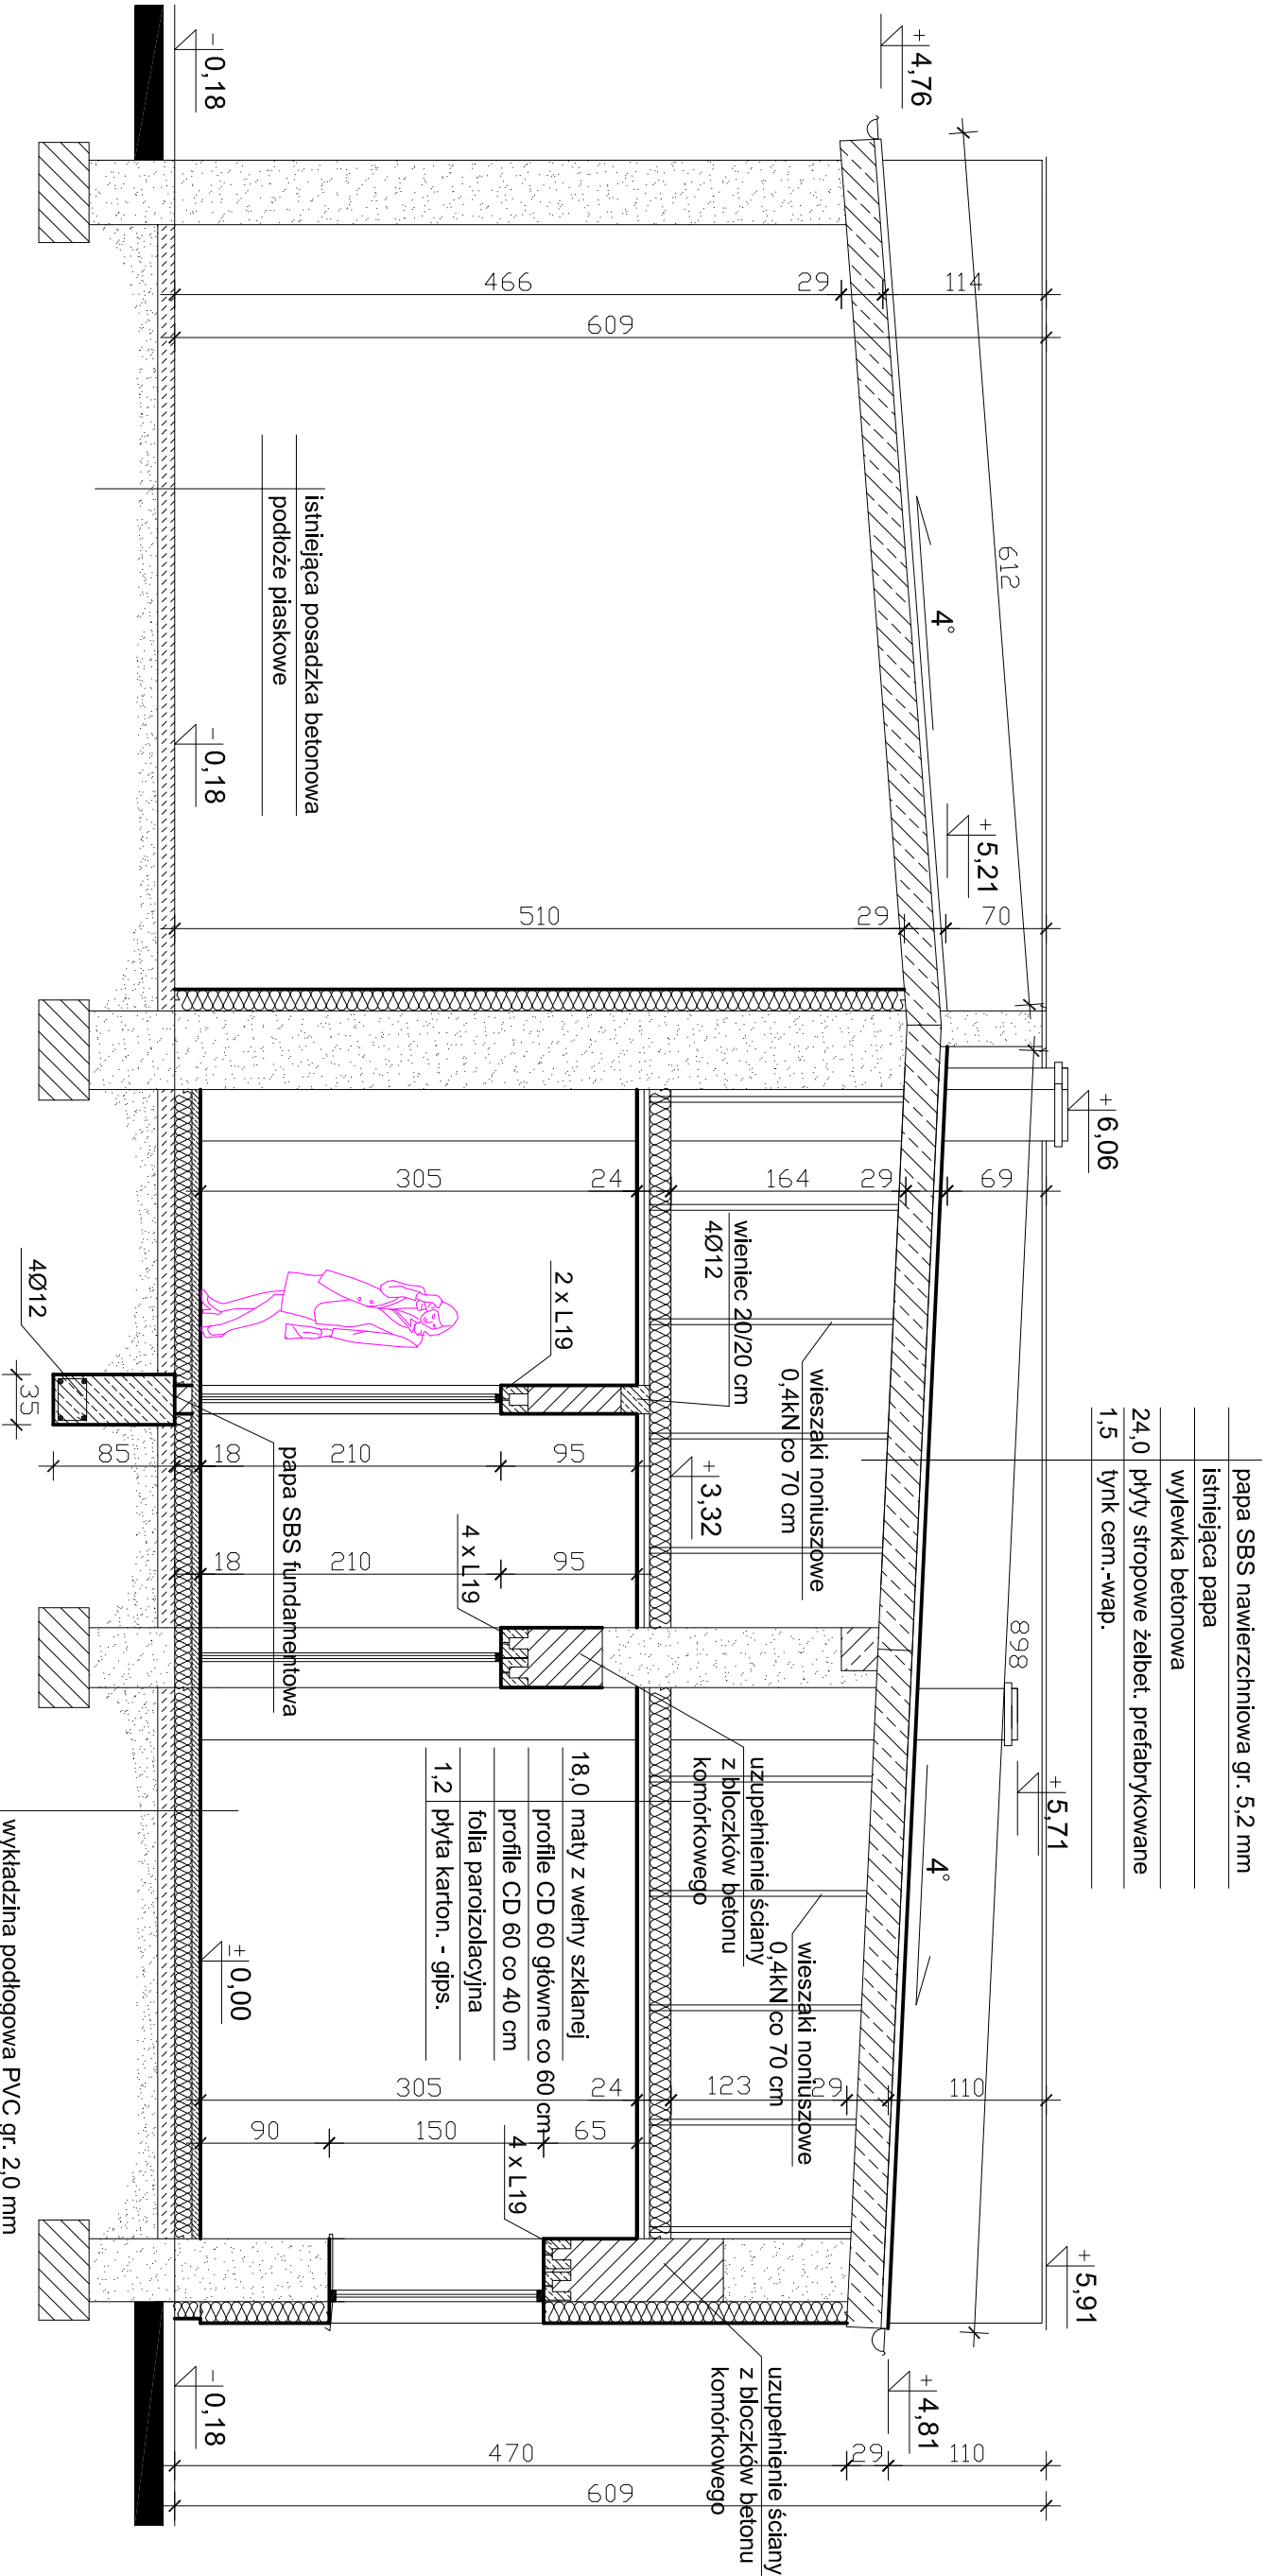 papa SBS nawierzchniowa gr. 5,2 mm
istniejąca papa
wylewka betonowa
24,0 płyty stropowe żelbet. prefabrykowane
1,5 tynk cem.-wap.
+4,76
612
4°
+5,21
+6,06
898
4°
+5,71
+5,91
+4,81
114
29
466
609
70
29
510
69
29
164
24
305
wieniec 20/20 cm
4Ø12
wieszaki noniuszowe
0,4kN co 70 cm
2 x L19
+3,32
95
210
18
85
95
210
18
4 x L19
uzupełnienie ściany
z bloczków betonu
komórkowego
wieszaki noniuszowe
0,4kN co 70 cm
18,0 maty z wełny szklanej
profile CD 60 główne co 60 cm
profile CD 60 co 40 cm
folia paroizolacyjna
1,2 płyta karton. - gips.
110
29
123
24
305
65
150
90
4 x L19
uzupełnienie ściany
z bloczków betonu
komórkowego
110
29
470
609
istniejąca posadzka betonowa
podłoże piaskowe
-0,18
-0,18
±0,00
-0,18
4Ø12
35
papa SBS fundamentowa
wykładzina podłogowa PVC gr. 2,0 mm